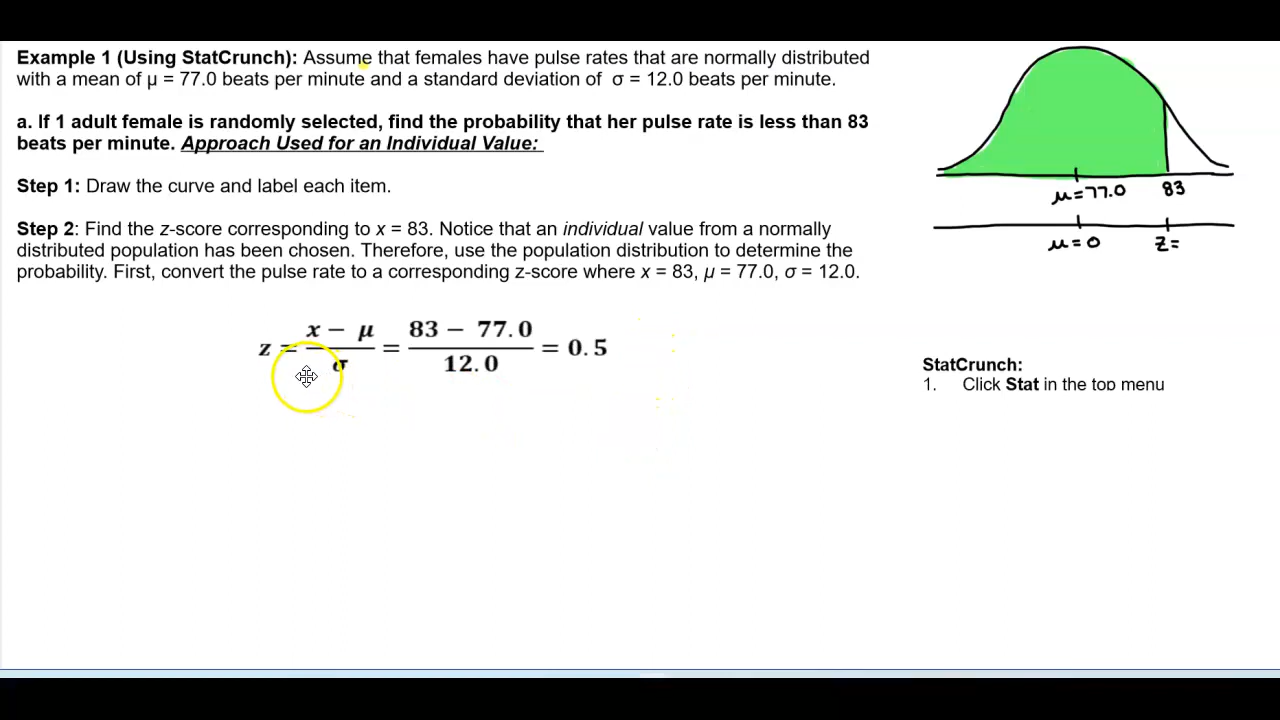 Example 1 (Using StatCrunch): Assume that females have pulse rates that are normally distributed
with a mean of μ = 77.0 beats per minute and a standard deviation of σ = 12.0 beats per minute.
a. If 1 adult female is randomly selected, find the probability that her pulse rate is less than 83
beats per minute. Approach Used for an Individual Value:
Step 1: Draw the curve and label each item.
Step 2: Find the z-score corresponding to x = 83. Notice that an individual value from a normally
distributed population has been chosen. Therefore, use the population distribution to determine the
probability. First, convert the pulse rate to a corresponding z-score where x = 83, μ = 77.0, σ = 12.0.
z = (x − μ)/σ = (83 − 77.0)/12.0 = 0.5
μ=77.0 83
μ=0 z=
StatCrunch:
1. Click Stat in the top menu